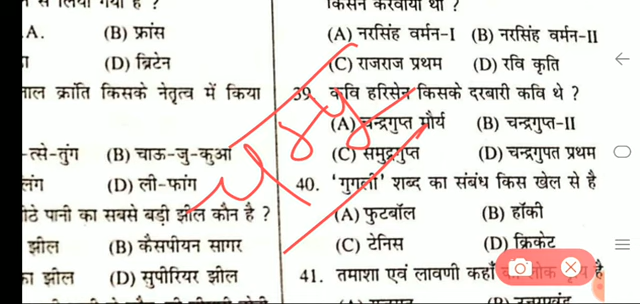 न से लिया गया है ?
A. (B) फ्रांस
(D) ब्रिटेन
लाल क्रांति किसके नेतृत्व में किया
-त्से-तुंग (B) चाऊ-जु-कुआ
लंग (D) ली-फांग
ठे पानी का सबसे बड़ी झील कौन है ?
झील (B) कैसपीयन सागर
झील (D) सुपीरियर झील
किसने करवाया था ?
(A) नरसिंह वर्मन-I (B) नरसिंह वर्मन-II
(C) राजराज प्रथम (D) रवि कृति
39. कवि हरिसेन किसके दरबारी कवि थे ?
(A) चन्द्रगुप्त मौर्य (B) चन्द्रगुप्त-II
(C) समुद्रगुप्त (D) चन्द्रगुपत प्रथम
40. 'गुगली' शब्द का संबंध किस खेल से है
(A) फुटबॉल (B) हॉकी
(C) टेनिस (D) क्रिकेट
41. तमाशा एवं लावणी कहाँ लोक है